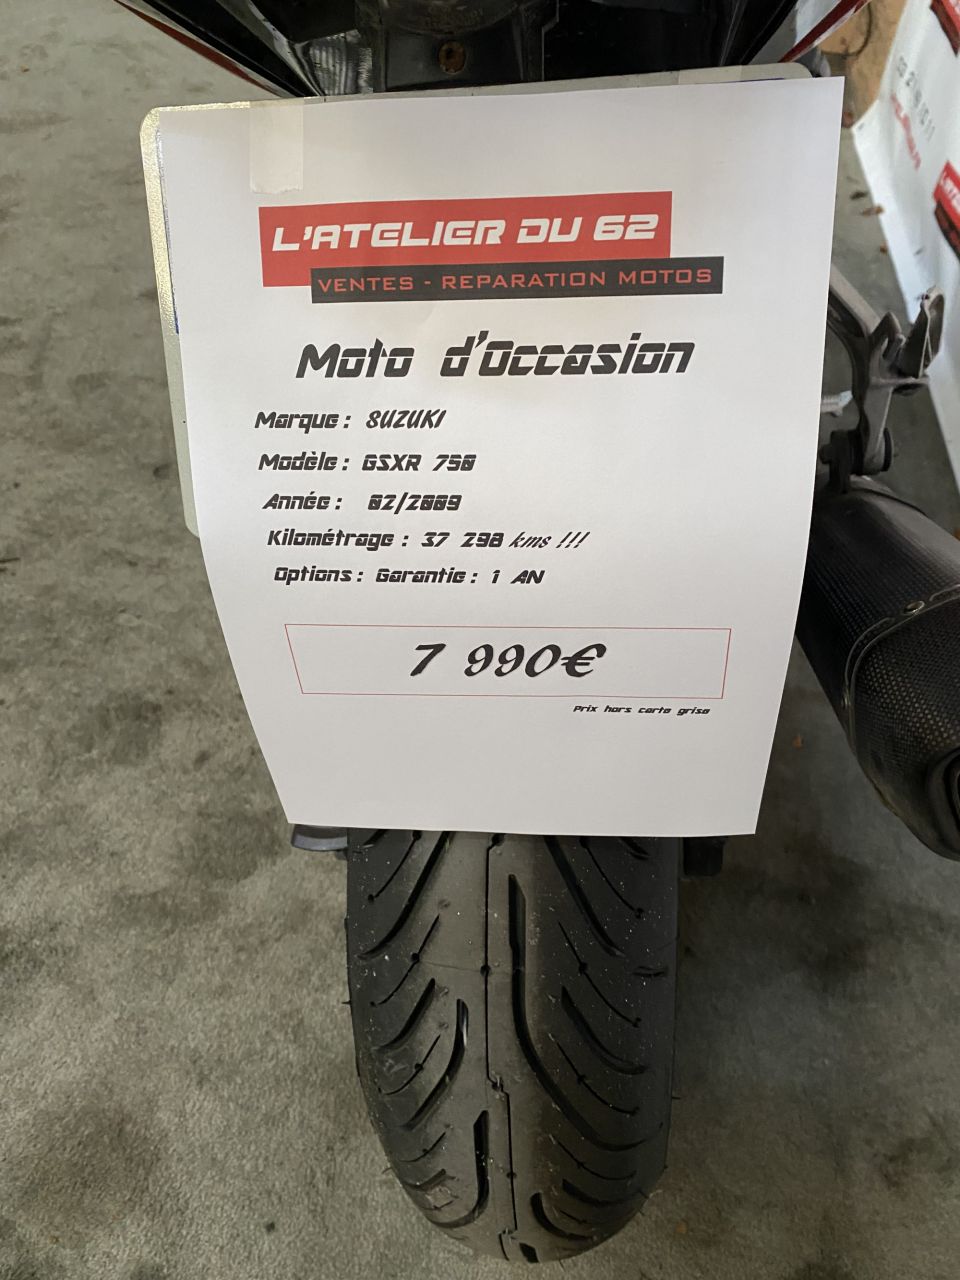 L'ATELIER DU 62
VENTES - REPARATION MOTOS
Moto d'Occasion
Marque : SUZUKI
Modèle : GSXR 750
Année : 02/2009
Kilométrage : 37 298 kms !!!
Options : Garantie : 1 AN
7 990€
Prix hors carte grise